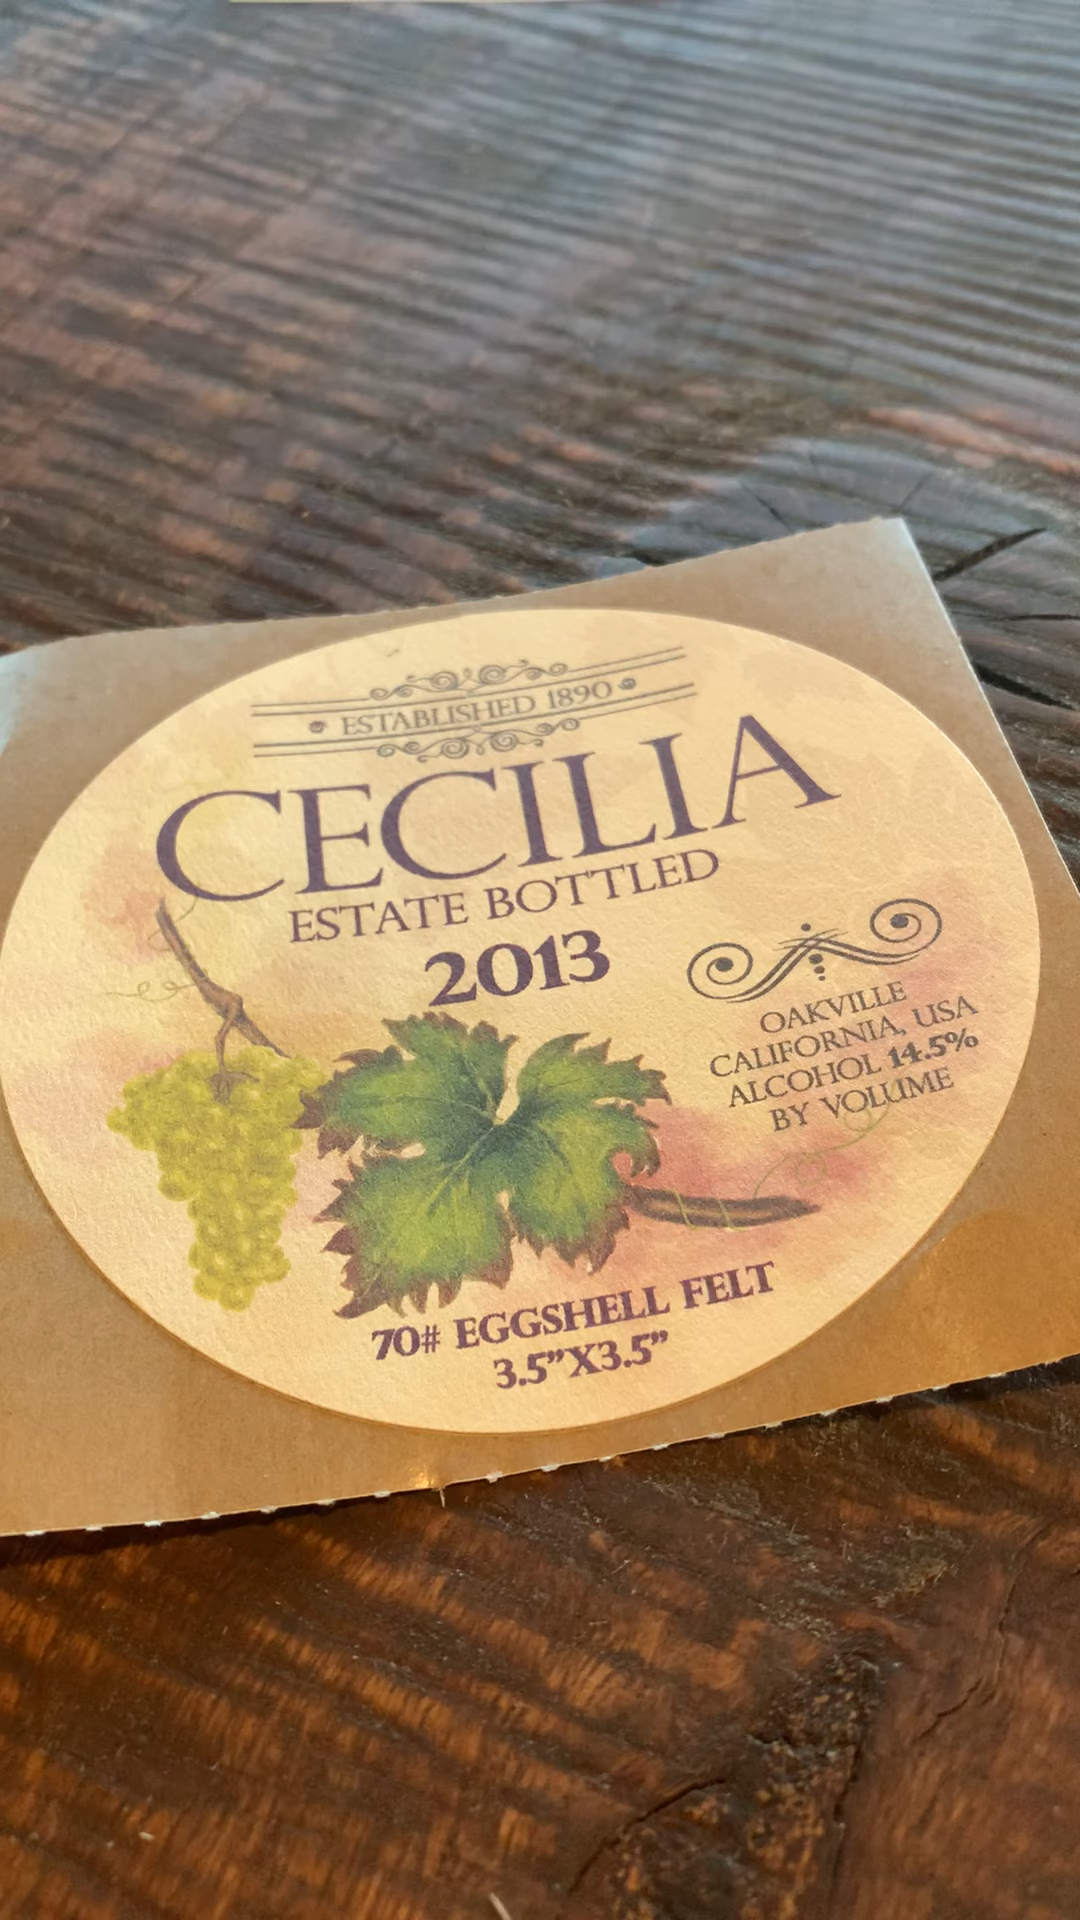 ESTABLISHED 1890
CECILIA
ESTATE BOTTLED
2013
OAKVILLE
CALIFORNIA, USA
ALCOHOL 14.5%
BY VOLUME
70# EGGSHELL FELT
3.5"X3.5"